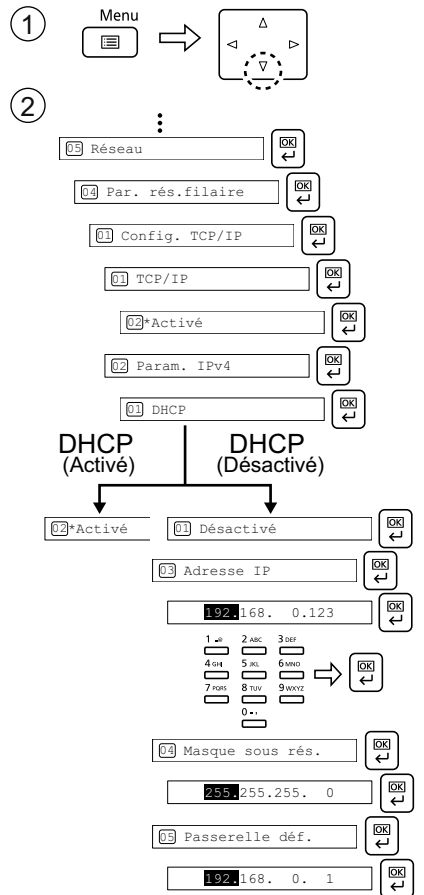 1
Menu
2
05 Réseau OK
04 Par. rés.filaire OK
01 Config. TCP/IP OK
01 TCP/IP OK
02*Activé OK
02 Param. IPv4 OK
01 DHCP OK
DHCP DHCP
(Activé) (Désactivé)
02*Activé 01 Désactivé OK
03 Adresse IP OK
192.168. 0.123 OK
1 .@ 2 ABC 3 DEF
4 GHI 5 JKL 6 MNO OK
7 PQRS 8 TUV 9 WXYZ
0 - ,
04 Masque sous rés. OK
255.255.255. 0 OK
05 Passerelle déf. OK
192.168. 0. 1 OK